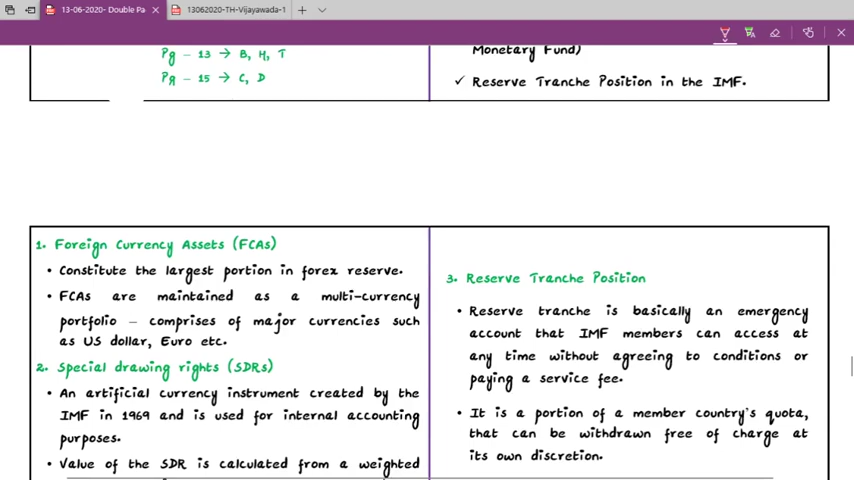 13-06-2020- Double Pa
13062020-TH-Vijayawada-1
Pg - 13 → B, H, T
Pg - 15 → C, D
Monetary Fund)
✓ Reserve Tranche Position in the IMF.
1. Foreign Currency Assets (FCAs)
• Constitute the largest portion in forex reserve.
• FCAs are maintained as a multi-currency
portfolio – comprises of major currencies such
as US dollar, Euro etc.
2. Special drawing rights (SDRs)
• An artificial currency instrument created by the
IMF in 1969 and is used for internal accounting
purposes.
• Value of the SDR is calculated from a weighted
3. Reserve Tranche Position
• Reserve tranche is basically an emergency
account that IMF members can access at
any time without agreeing to conditions or
paying a service fee.
• It is a portion of a member country's quota,
that can be withdrawn free of charge at
its own discretion.